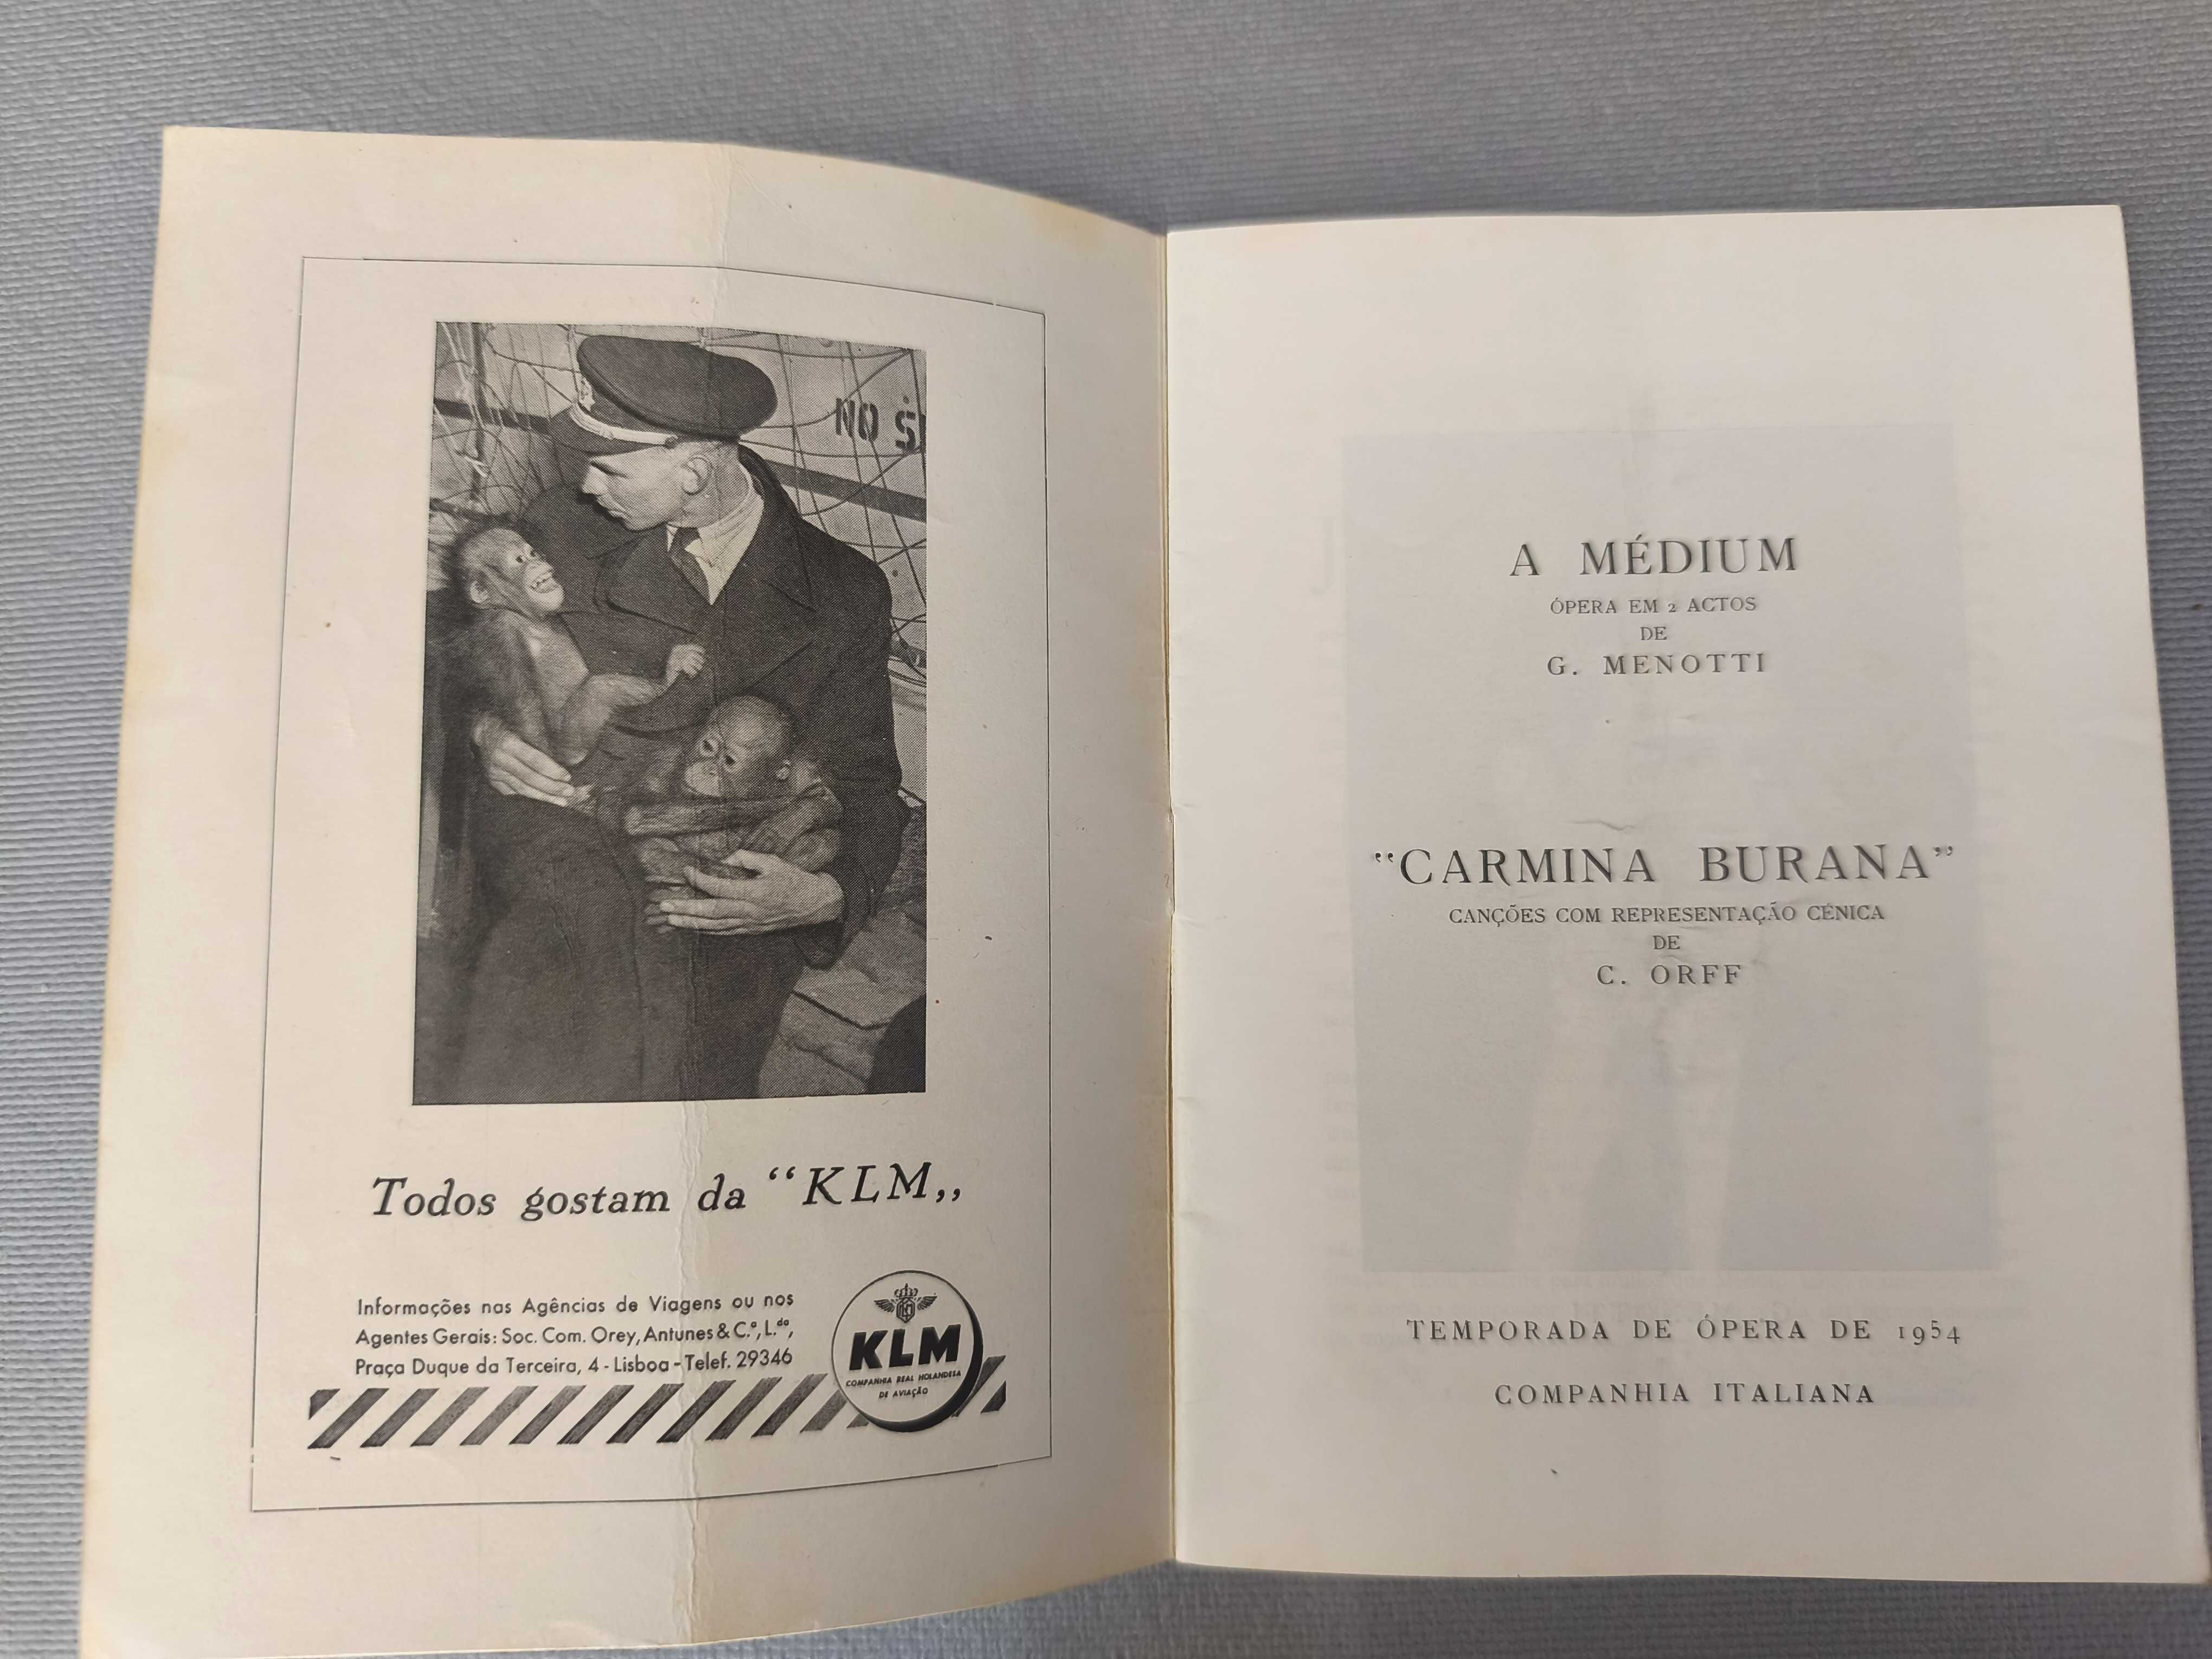 NO S
Todos gostam da “KLM„
Informações nas Agências de Viagens ou nos
Agentes Gerais: Soc. Com. Orey, Antunes & C.ª, L.da,
Praça Duque da Terceira, 4 - Lisboa - Telef. 29346
KLM
COMPANHIA REAL HOLANDESA
DE AVIAÇÃO
A MÉDIUM
ÓPERA EM 2 ACTOS
DE
G. MENOTTI
“CARMINA BURANA”
CANÇÕES COM REPRESENTAÇÃO CÉNICA
DE
C. ORFF
TEMPORADA DE ÓPERA DE 1954
COMPANHIA ITALIANA